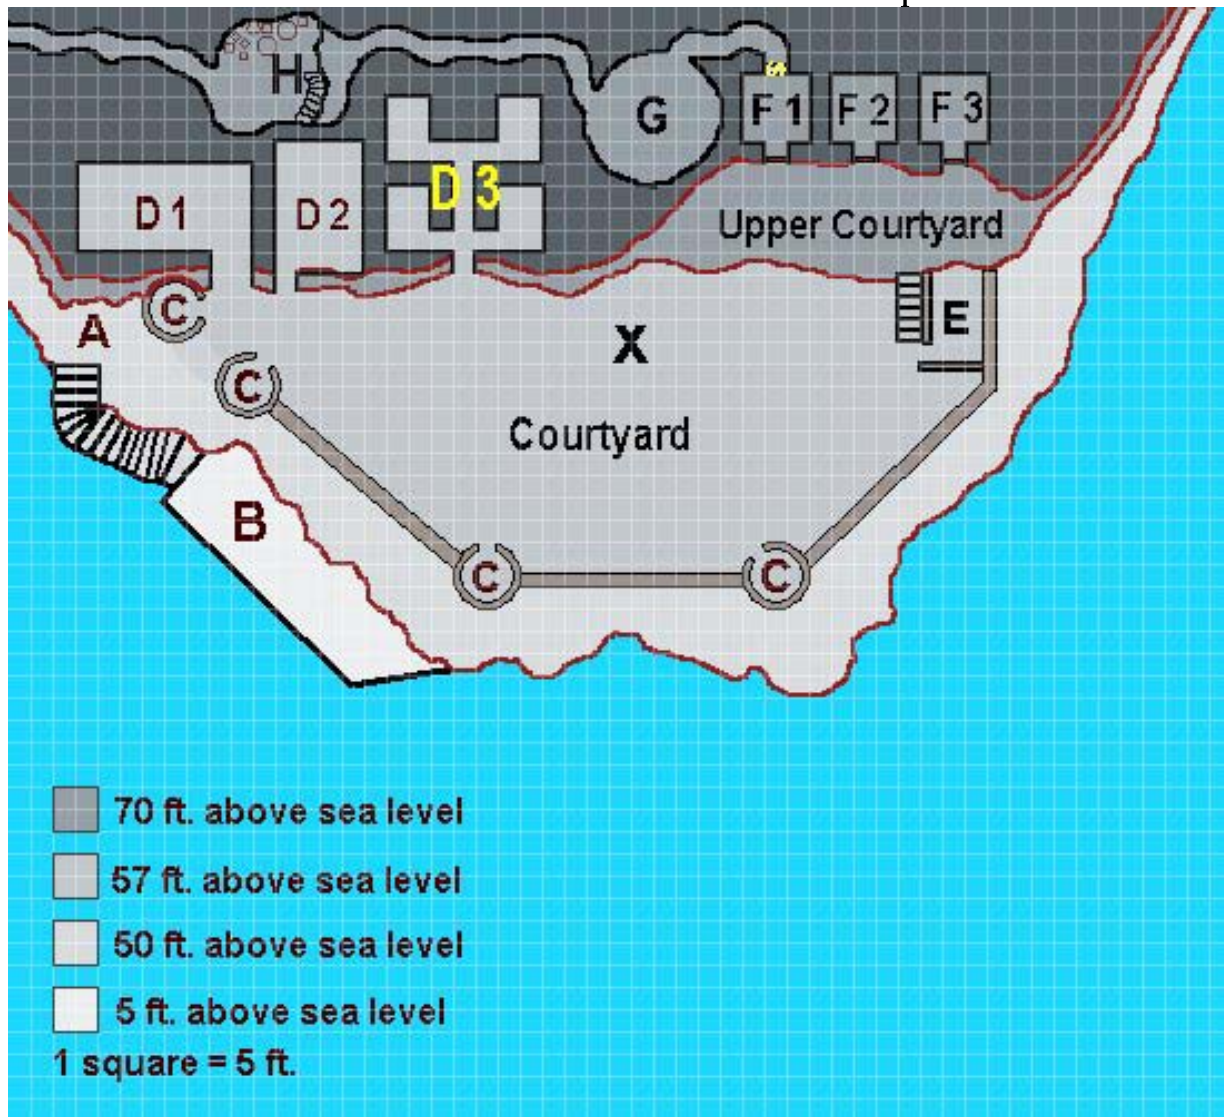 H
G
F 1
F 2
F 3
D 1
D 2
D 3
Upper Courtyard
C
A
X
E
C
Courtyard
B
C
C
70 ft. above sea level
57 ft. above sea level
50 ft. above sea level
5 ft. above sea level
1 square = 5 ft.